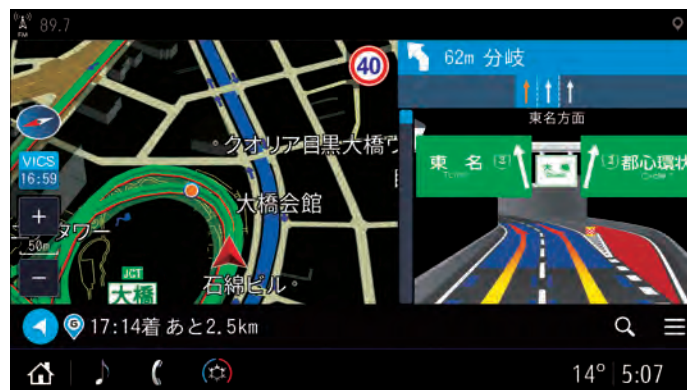 FM 89.7
40
62m 分岐
東名方面
クオリア目黒大橋
VICS
16:59
東 名
都心環状
大橋会館
+
50m
タワー
-
JCT
大橋
石綿ビル
17:14着 あと2.5km
14° 5:07